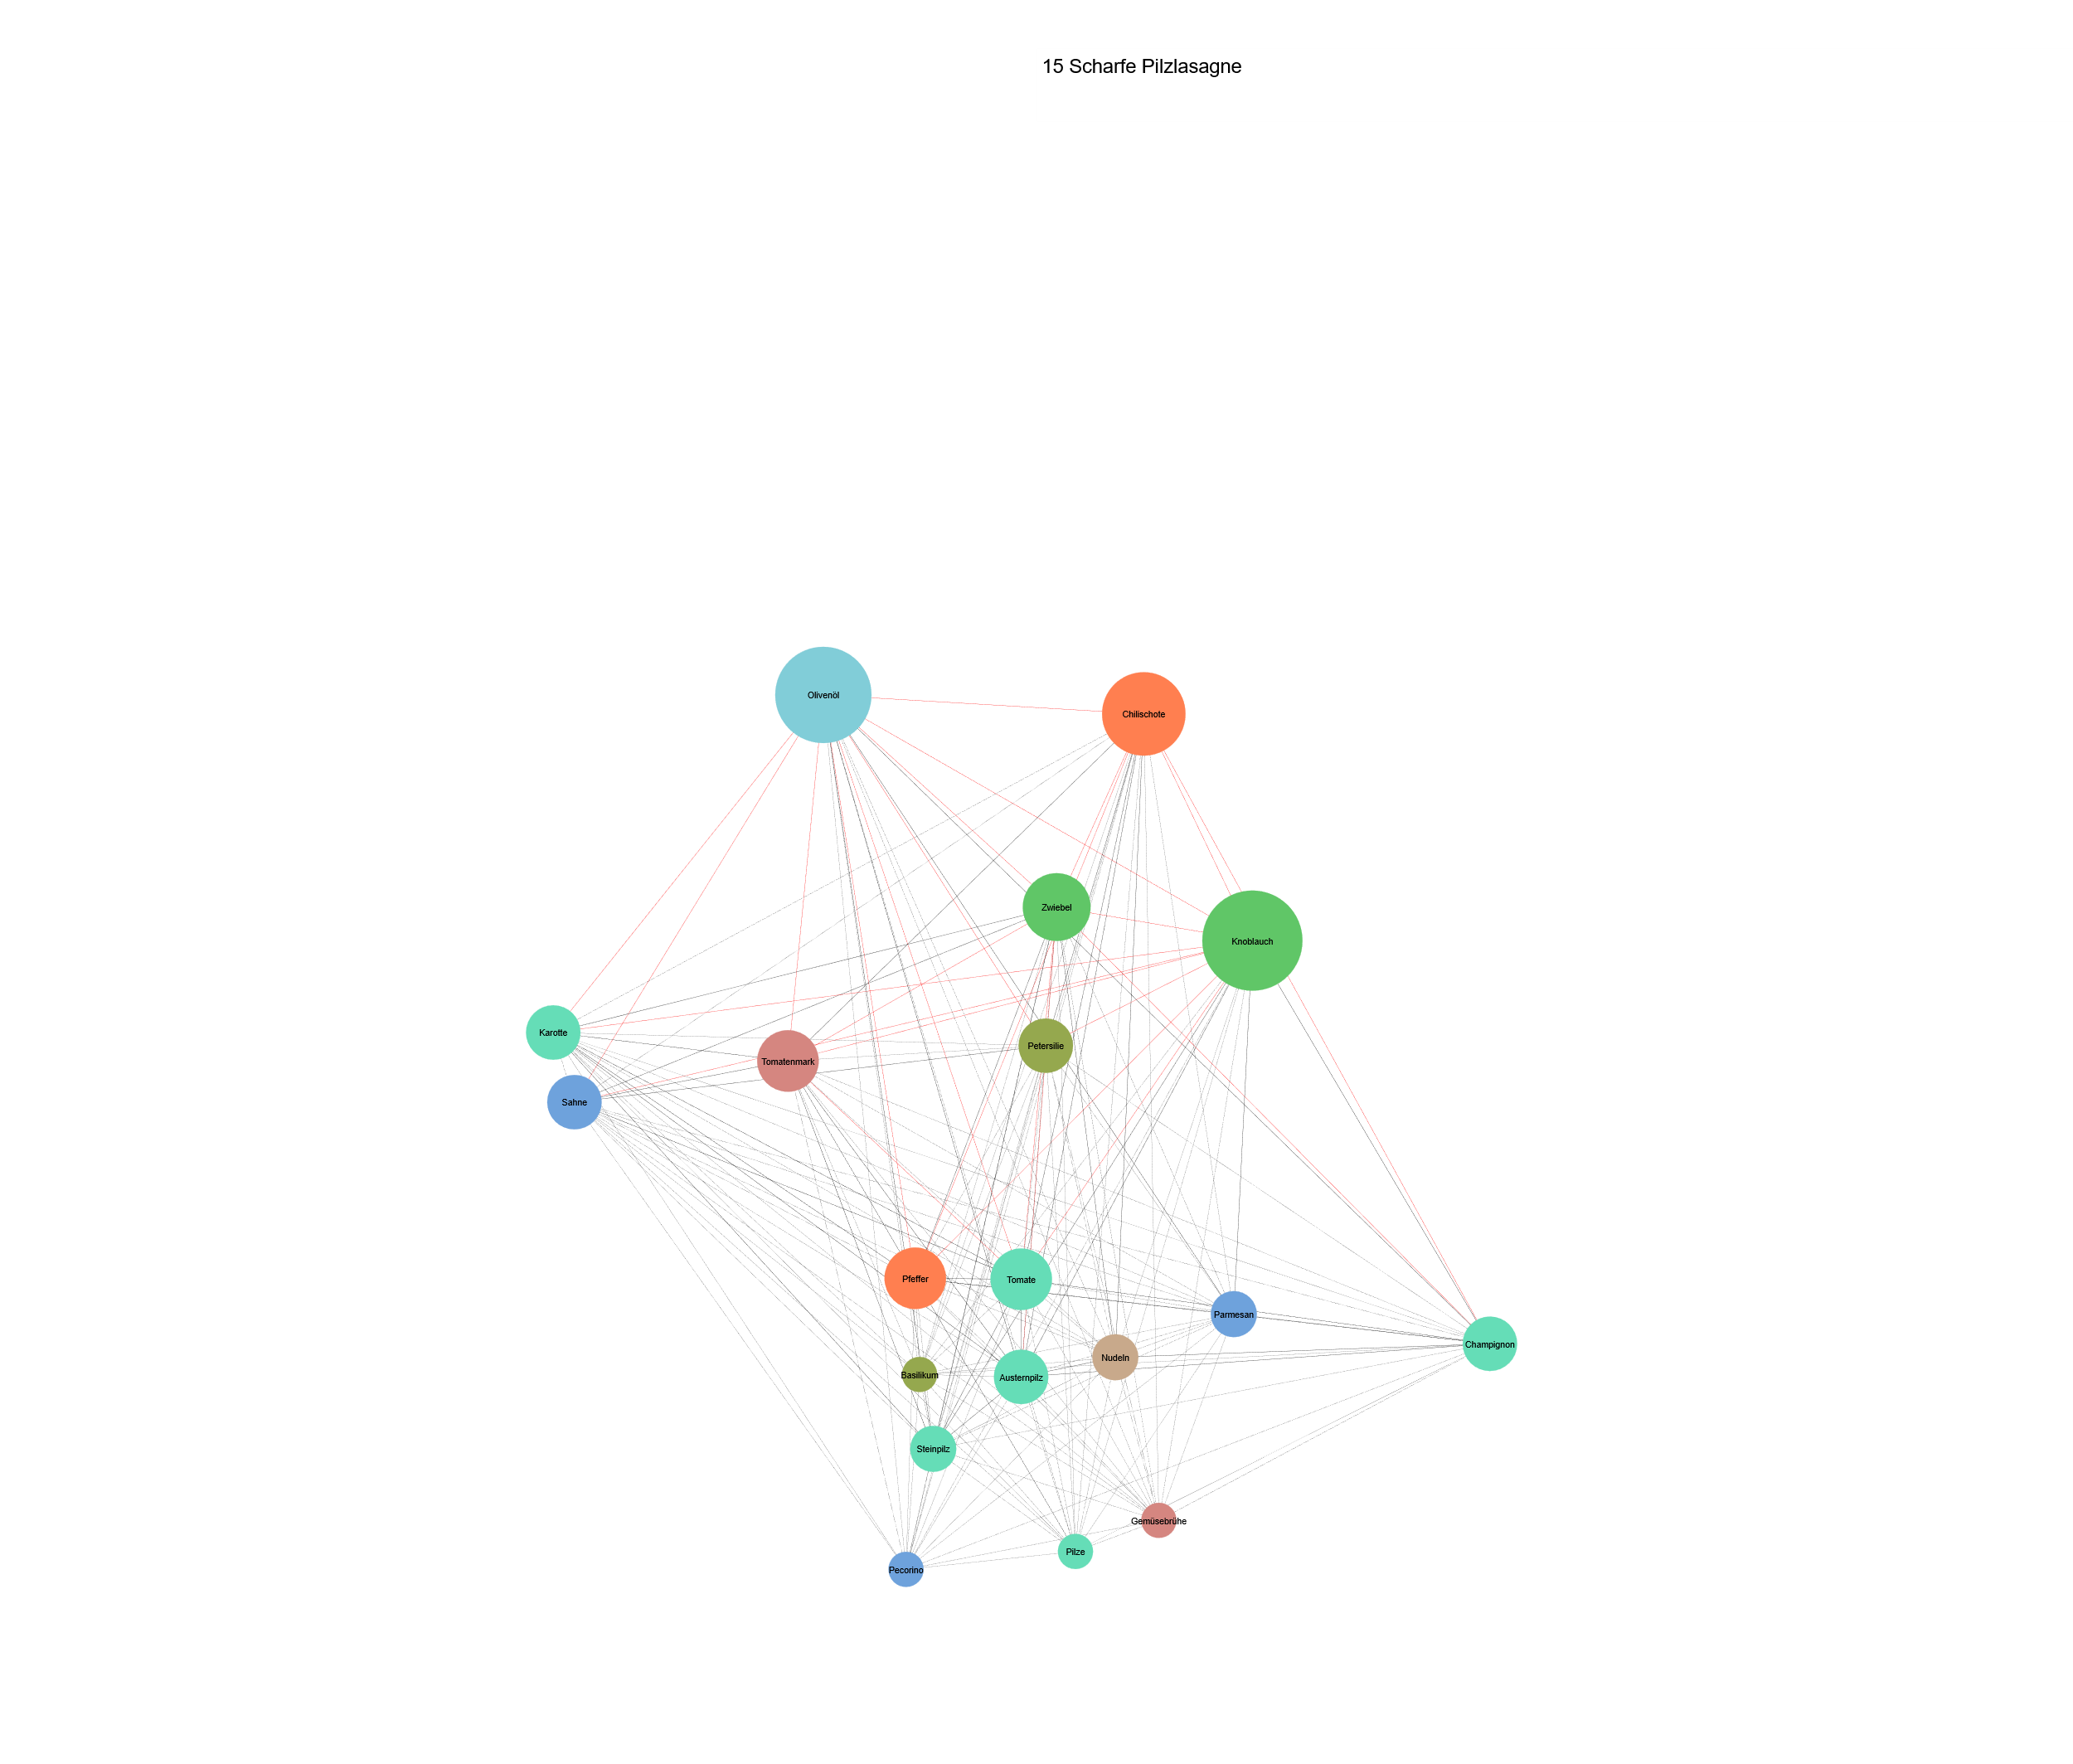 15 Scharfe Pilzlasagne
Olivenöl
Chilischote
Zwiebel
Knoblauch
Karotte
Petersilie
Tomatenmark
Sahne
Pfeffer
Tomate
Parmesan
Champignon
Nudeln
Basilikum
Austernpilz
Steinpilz
Gemüsebrühe
Pilze
Pecorino